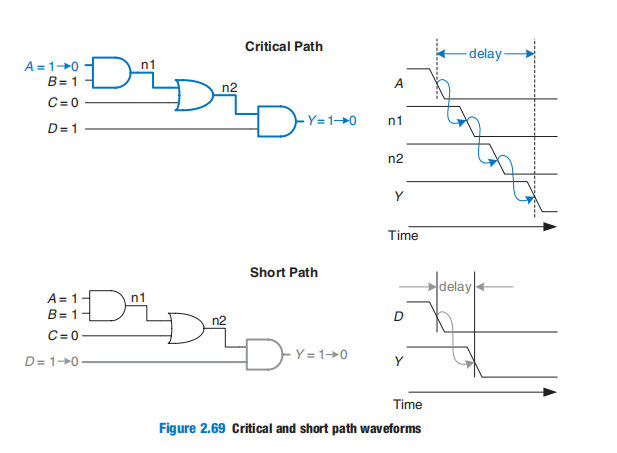 Critical Path
A = 1→0
B = 1
C = 0
D = 1
n1
n2
Y = 1→0
delay
A
n1
n2
Y
Time
Short Path
A = 1
B = 1
C = 0
D = 1→0
n1
n2
Y = 1→0
delay
D
Y
Time
Figure 2.69 Critical and short path waveforms